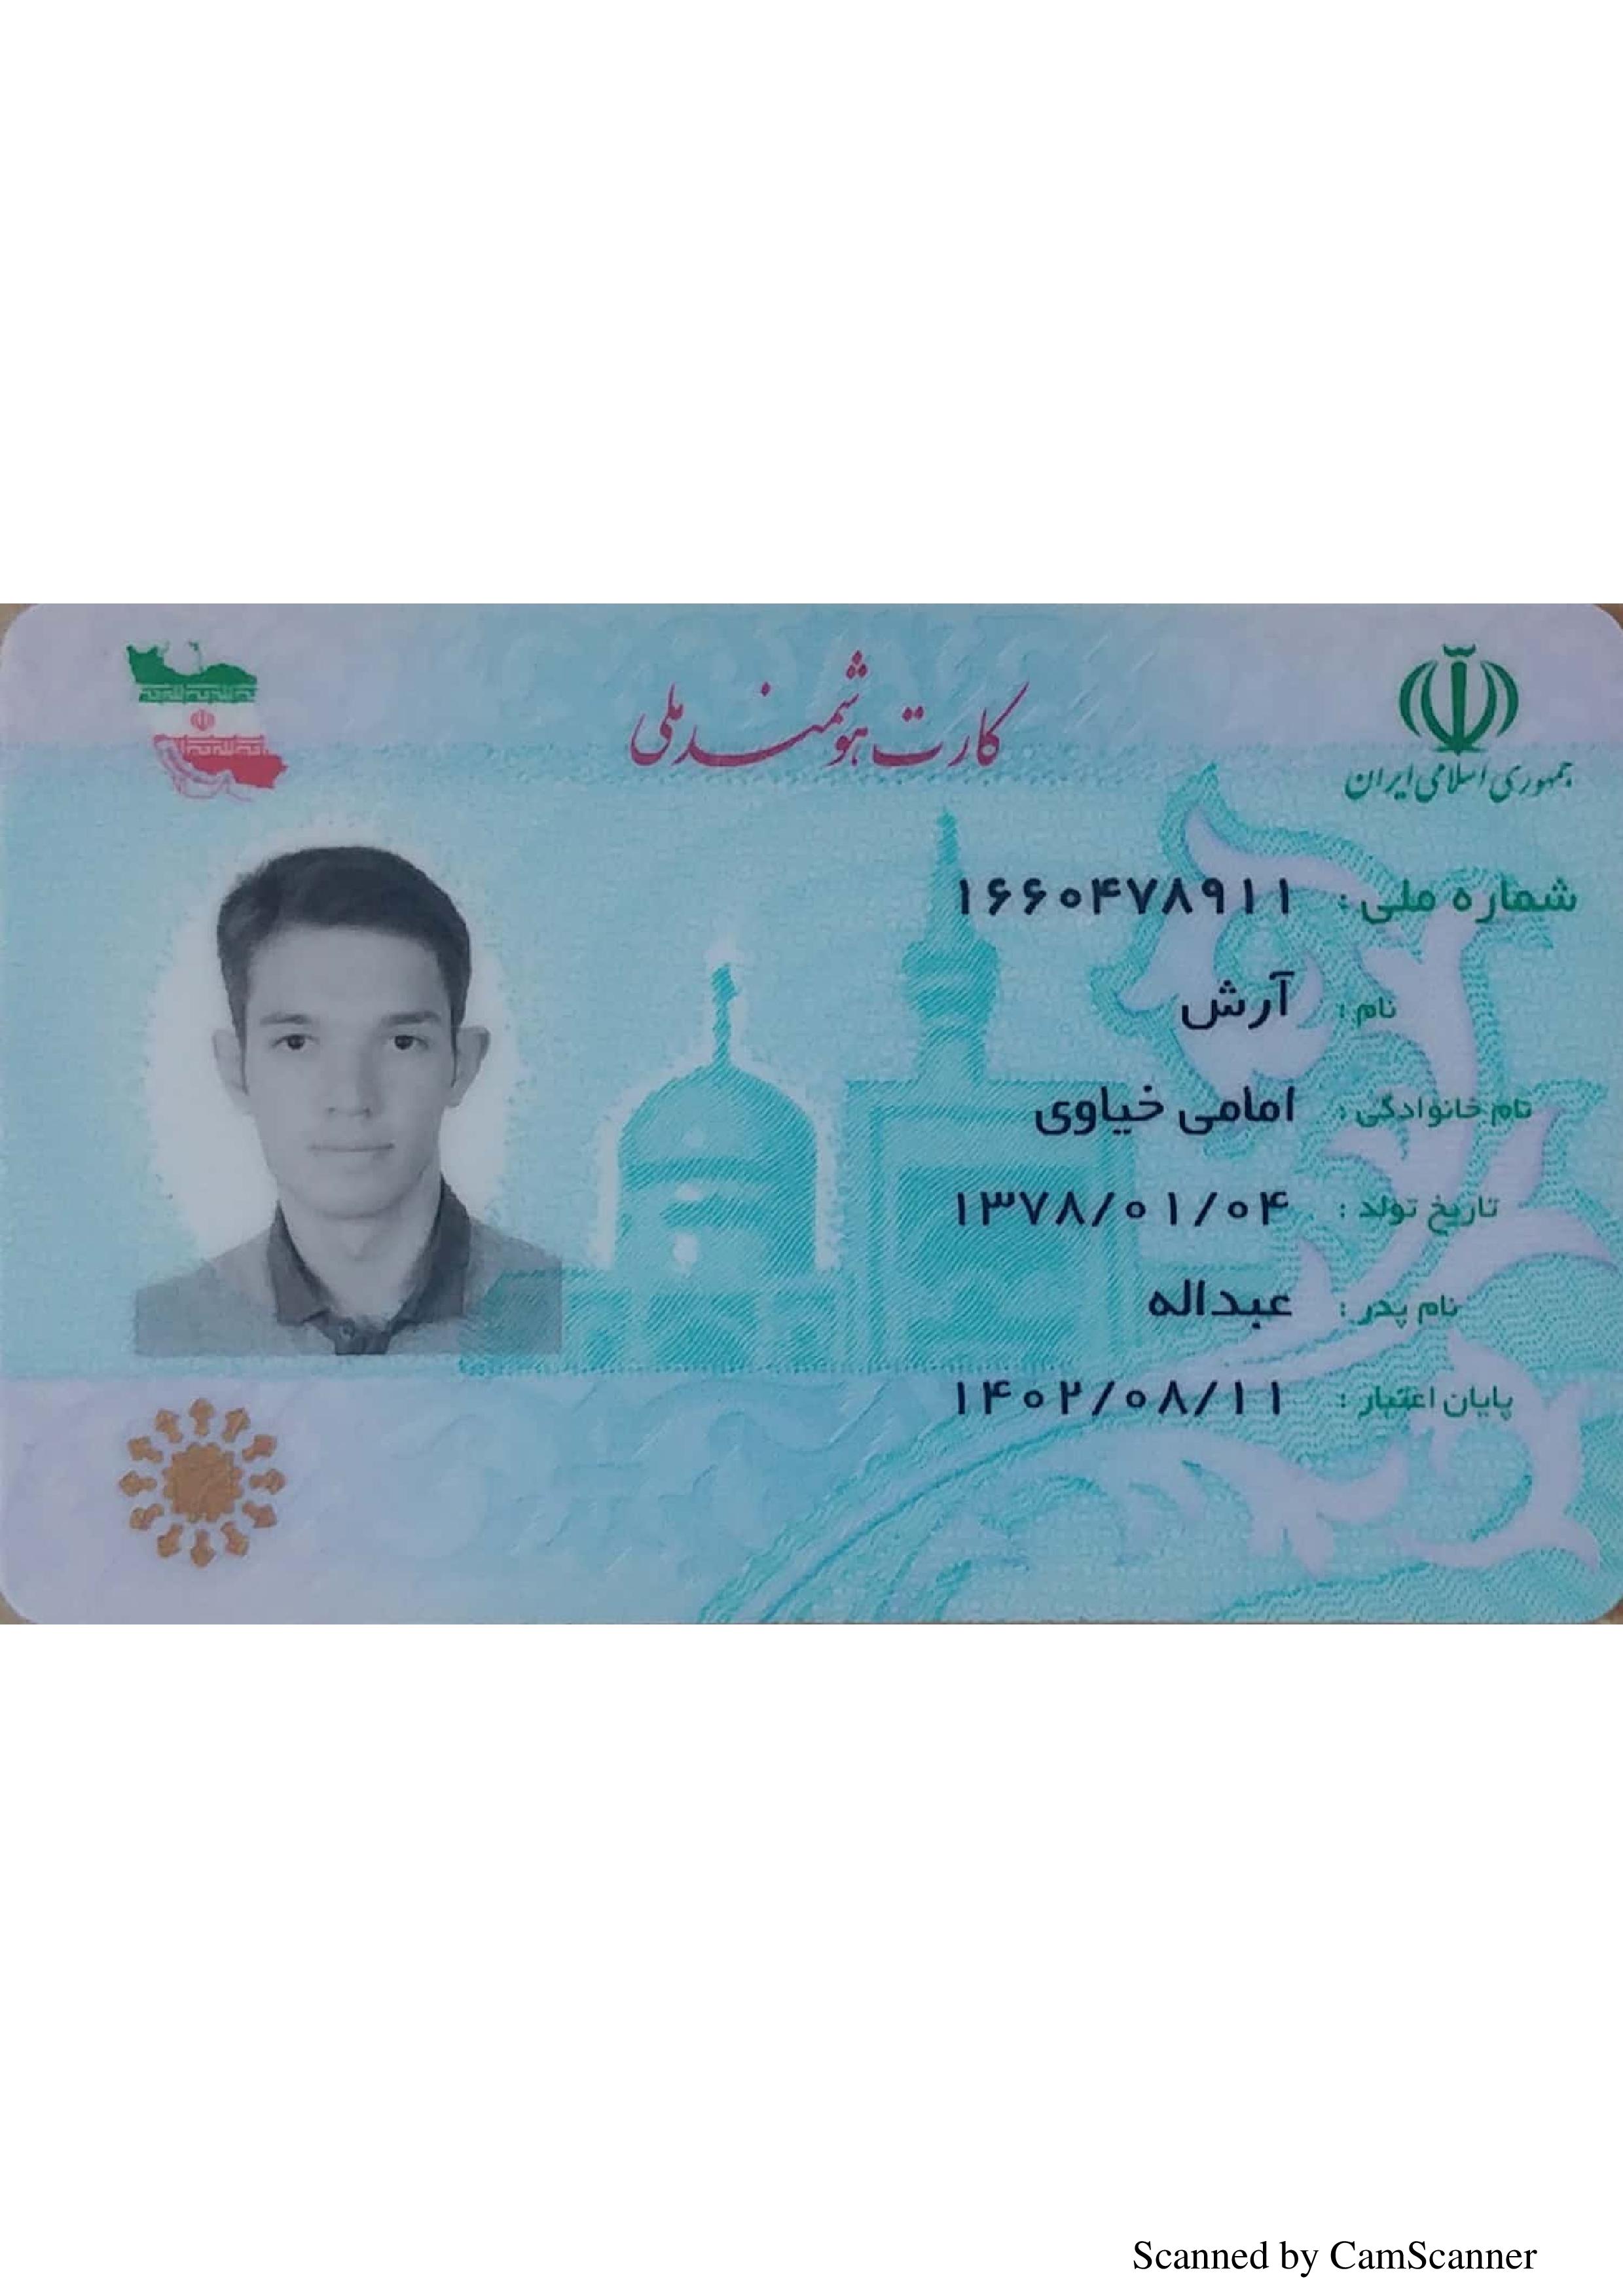 کارت هوشمند ملی
جمهوری اسلامی ایران
شماره ملی : ۱۶۶۰۴۷۸۹۱۱
نام : آرش
نام خانوادگی : امامی خیاوی
تاریخ تولد : ۱۳۷۸/۰۱/۰۴
نام پدر : عبداله
پایان اعتبار : ۱۴۰۲/۰۸/۱۱
Scanned by CamScanner